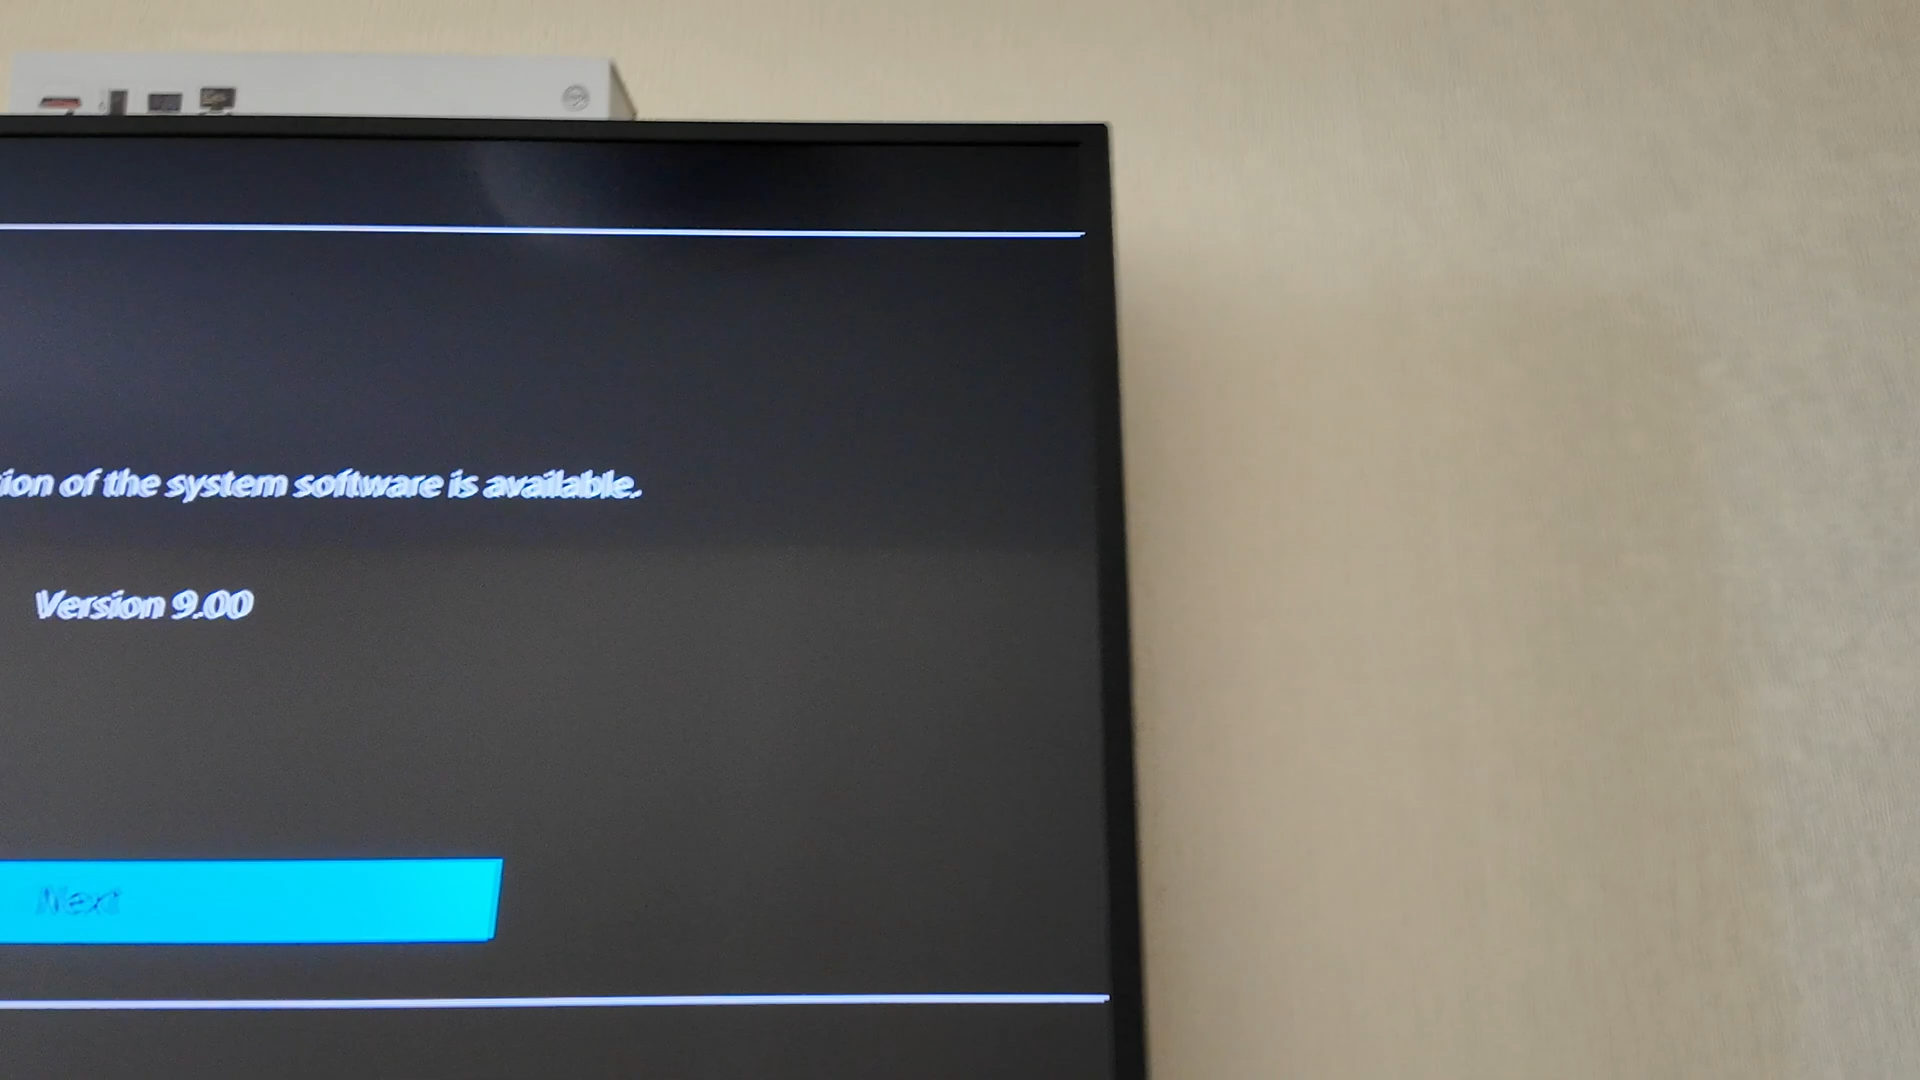 ion of the system software is available.
Version 9.00
Next